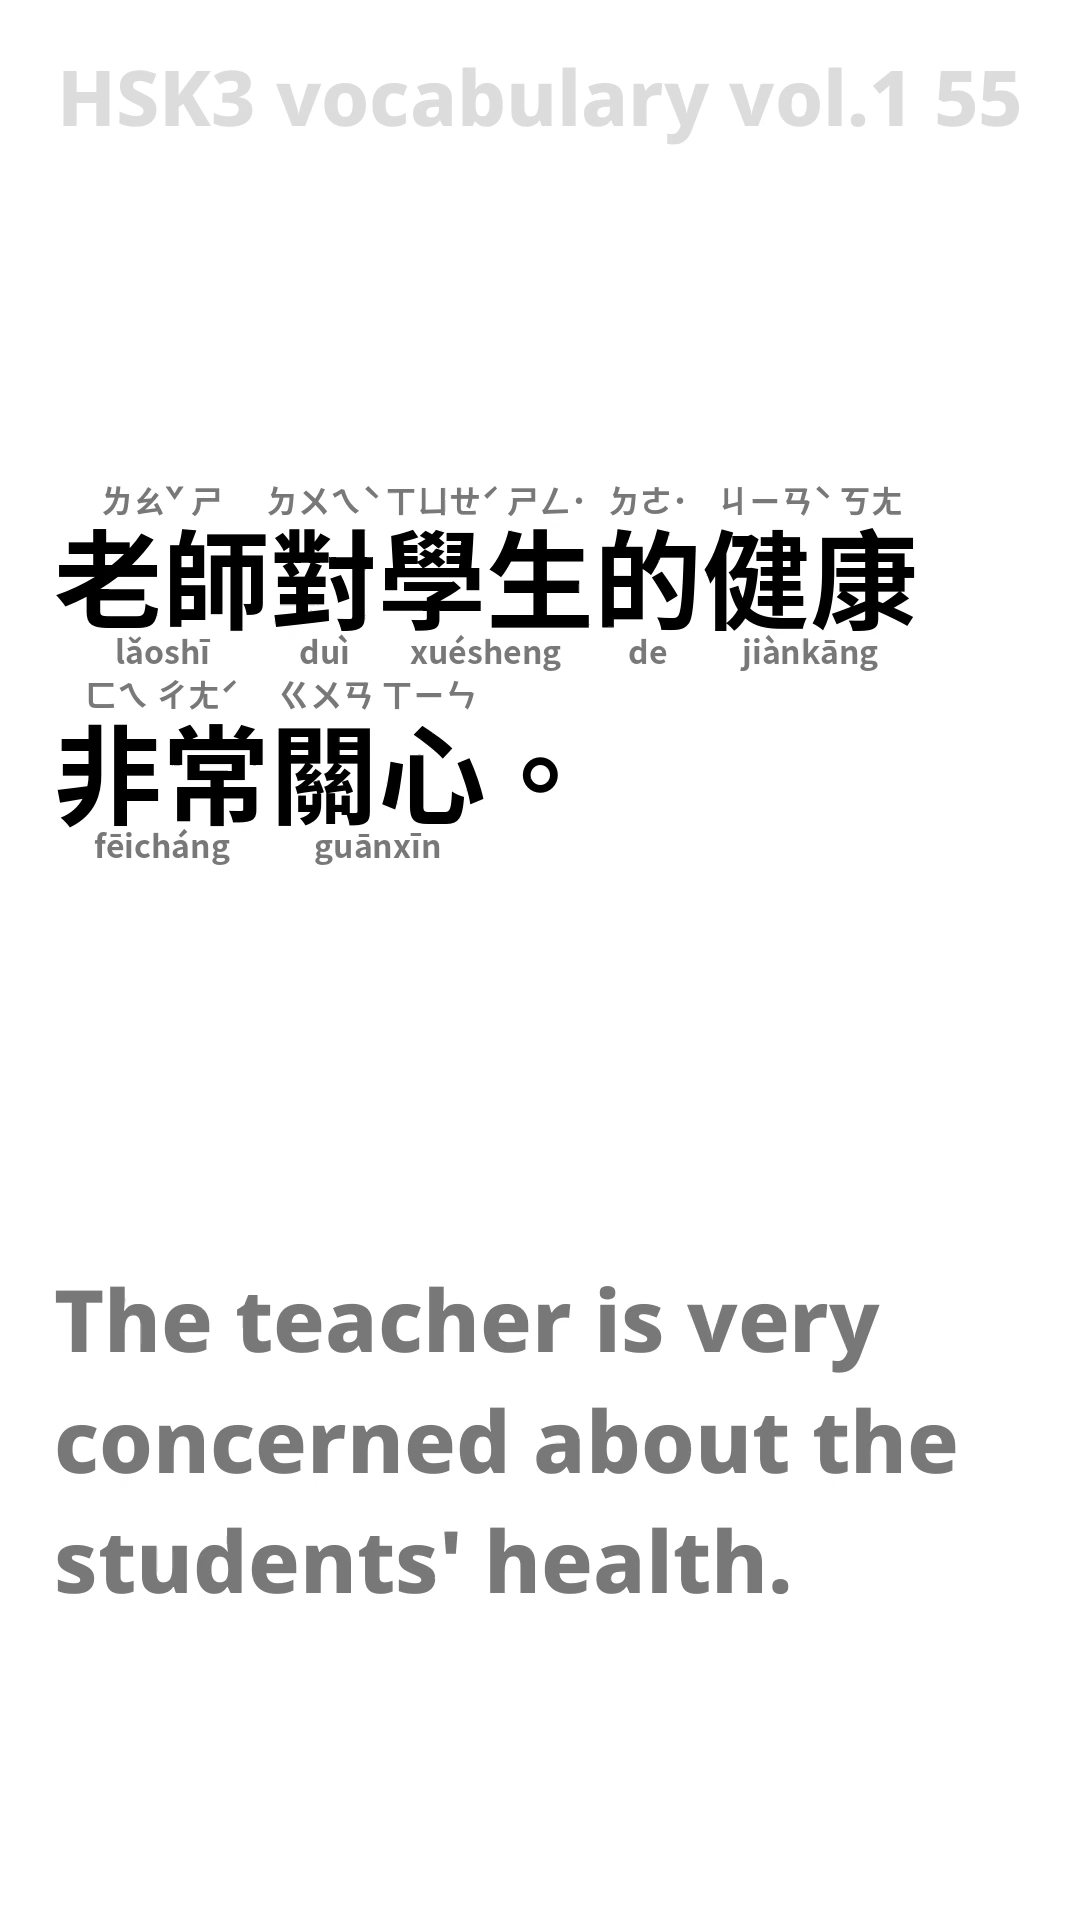 HSK3 vocabulary vol.1 55
ㄌㄠˇ ㄕ ㄉㄨㄟˋ ㄒㄩㄝˊ ㄕㄥ˙ ㄉㄜ˙ ㄐㄧㄢˋ ㄎㄤ
老師對學生的健康
lǎoshī duì xuésheng de jiànkāng
ㄈㄟ ㄔㄤˊ ㄍㄨㄢ ㄒㄧㄣ
非常關心。
fēicháng guānxīn
The teacher is very
concerned about the
students' health.